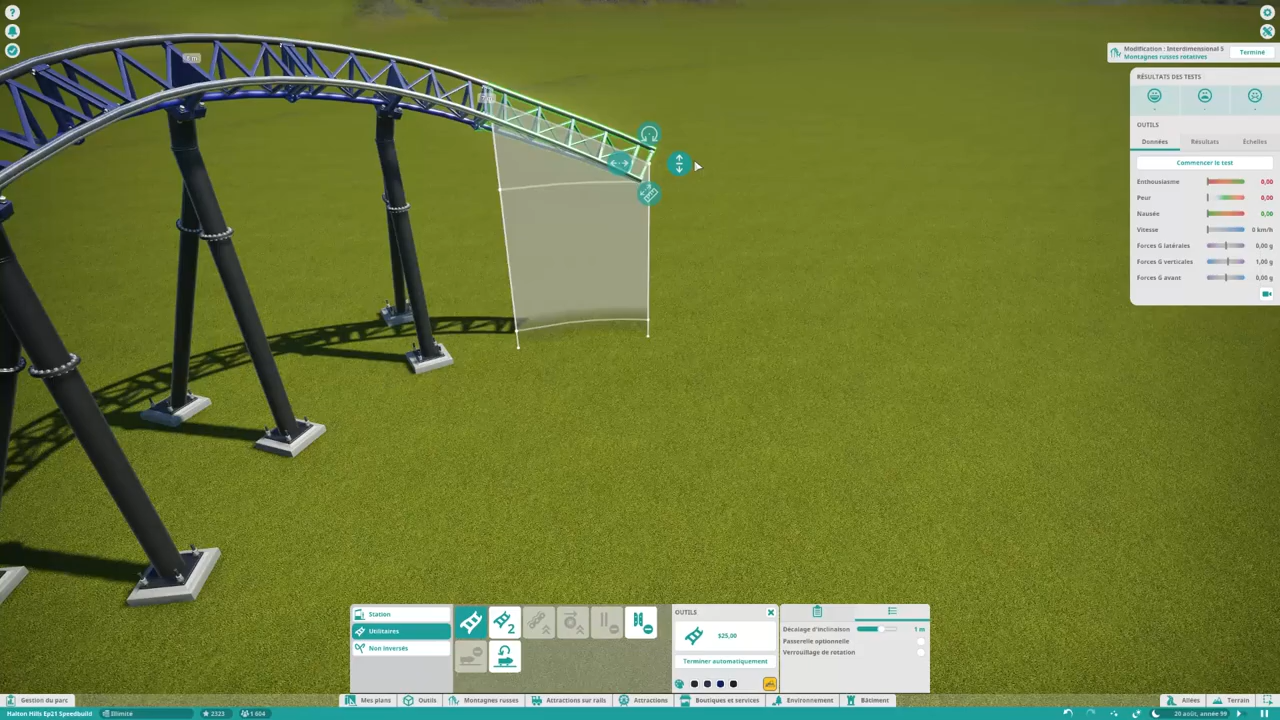 ?
1 m
Modification : Interdimensional S
Montagnes russes rotatives
Terminé
RÉSULTATS DES TESTS
- - -
OUTILS
Données Résultats Échelles
Commencer le test
Enthousiasme 0,00
Peur 0,00
Nausée 0,00
Vitesse 0 km/h
Forces G latérales 0,00 g
Forces G verticales 1,00 g
Forces G avant 0,00 g
Station
Utilitaires
Non inversés
2
OUTILS
$25,00
Terminer automatiquement
Décalage d'inclinaison 1 m
Passerelle optionnelle
Verrouillage de rotation
Gestion du parc
Mes plans
Outils
Montagnes russes
Attractions sur rails
Attractions
Boutiques et services
Environnement
Bâtiment
Allées
Terrain
Halton Hills Ep21 Speedbuild
Illimité
2323
1 604
20 août, année 99